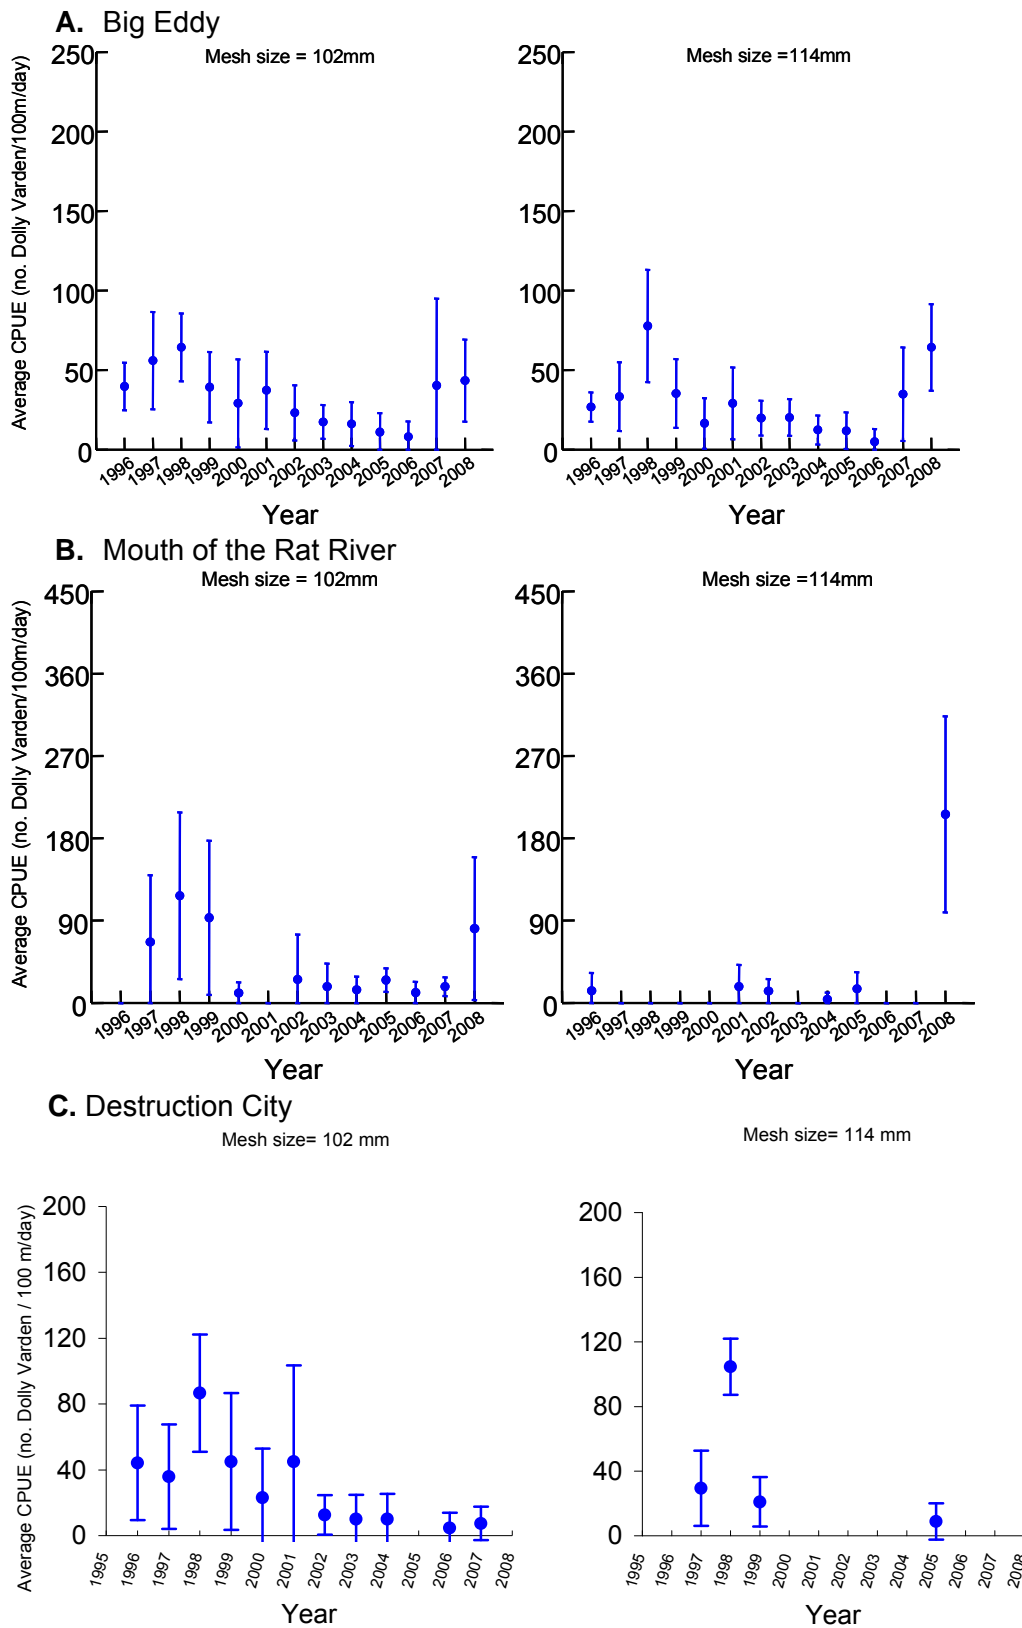 A. Big Eddy
Mesh size = 102mm
Mesh size =114mm
Average CPUE (no. Dolly Varden/100m/day)
250
200
150
100
50
0
1996 1997 1998 1999 2000 2001 2002 2003 2004 2005 2006 2007 2008
Year
250
200
150
100
50
0
1996 1997 1998 1999 2000 2001 2002 2003 2004 2005 2006 2007 2008
Year
B. Mouth of the Rat River
Mesh size = 102mm
Mesh size =114mm
Average CPUE (no. Dolly Varden/100m/day)
450
360
270
180
90
0
1996 1997 1998 1999 2000 2001 2002 2003 2004 2005 2006 2007 2008
Year
450
360
270
180
90
0
1996 1997 1998 1999 2000 2001 2002 2003 2004 2005 2006 2007 2008
Year
C. Destruction City
Mesh size= 102 mm
Mesh size= 114 mm
Average CPUE (no. Dolly Varden / 100 m/day)
200
160
120
80
40
0
1995 1996 1997 1998 1999 2000 2001 2002 2003 2004 2005 2006 2007 2008
Year
200
160
120
80
40
0
1995 1996 1997 1998 1999 2000 2001 2002 2003 2004 2005 2006 2007 2008
Year